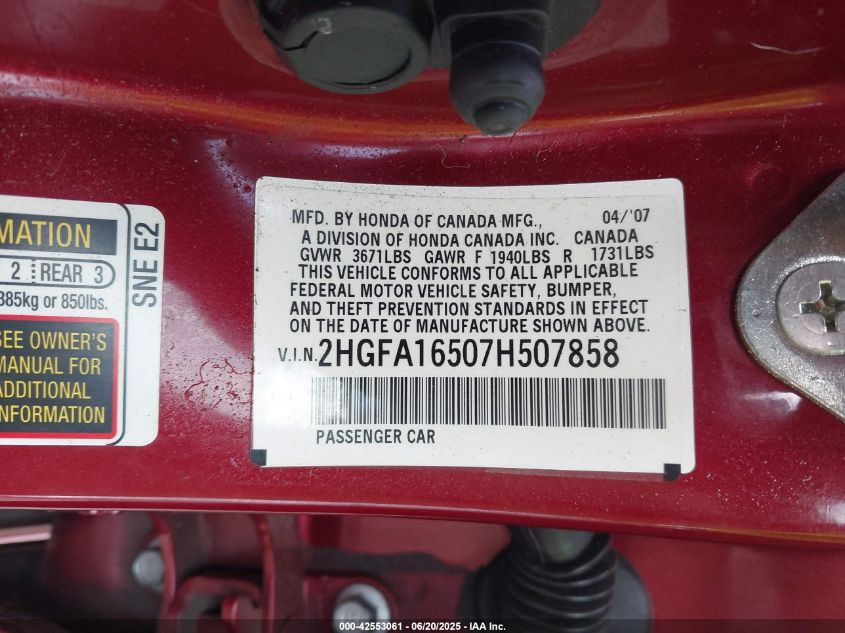 MATION
2 REAR 3
385kg or 850lbs.
SEE OWNER'S
MANUAL FOR
ADDITIONAL
INFORMATION
SNE E2
MFD. BY HONDA OF CANADA MFG., 04/'07
A DIVISION OF HONDA CANADA INC. CANADA
GVWR 3671LBS GAWR F 1940LBS R 1731LBS
THIS VEHICLE CONFORMS TO ALL APPLICABLE
FEDERAL MOTOR VEHICLE SAFETY, BUMPER,
AND THEFT PREVENTION STANDARDS IN EFFECT
ON THE DATE OF MANUFACTURE SHOWN ABOVE.
V.I.N. 2HGFA16507H507858
PASSENGER CAR
000-42553061 - 06/20/2025 - IAA Inc.